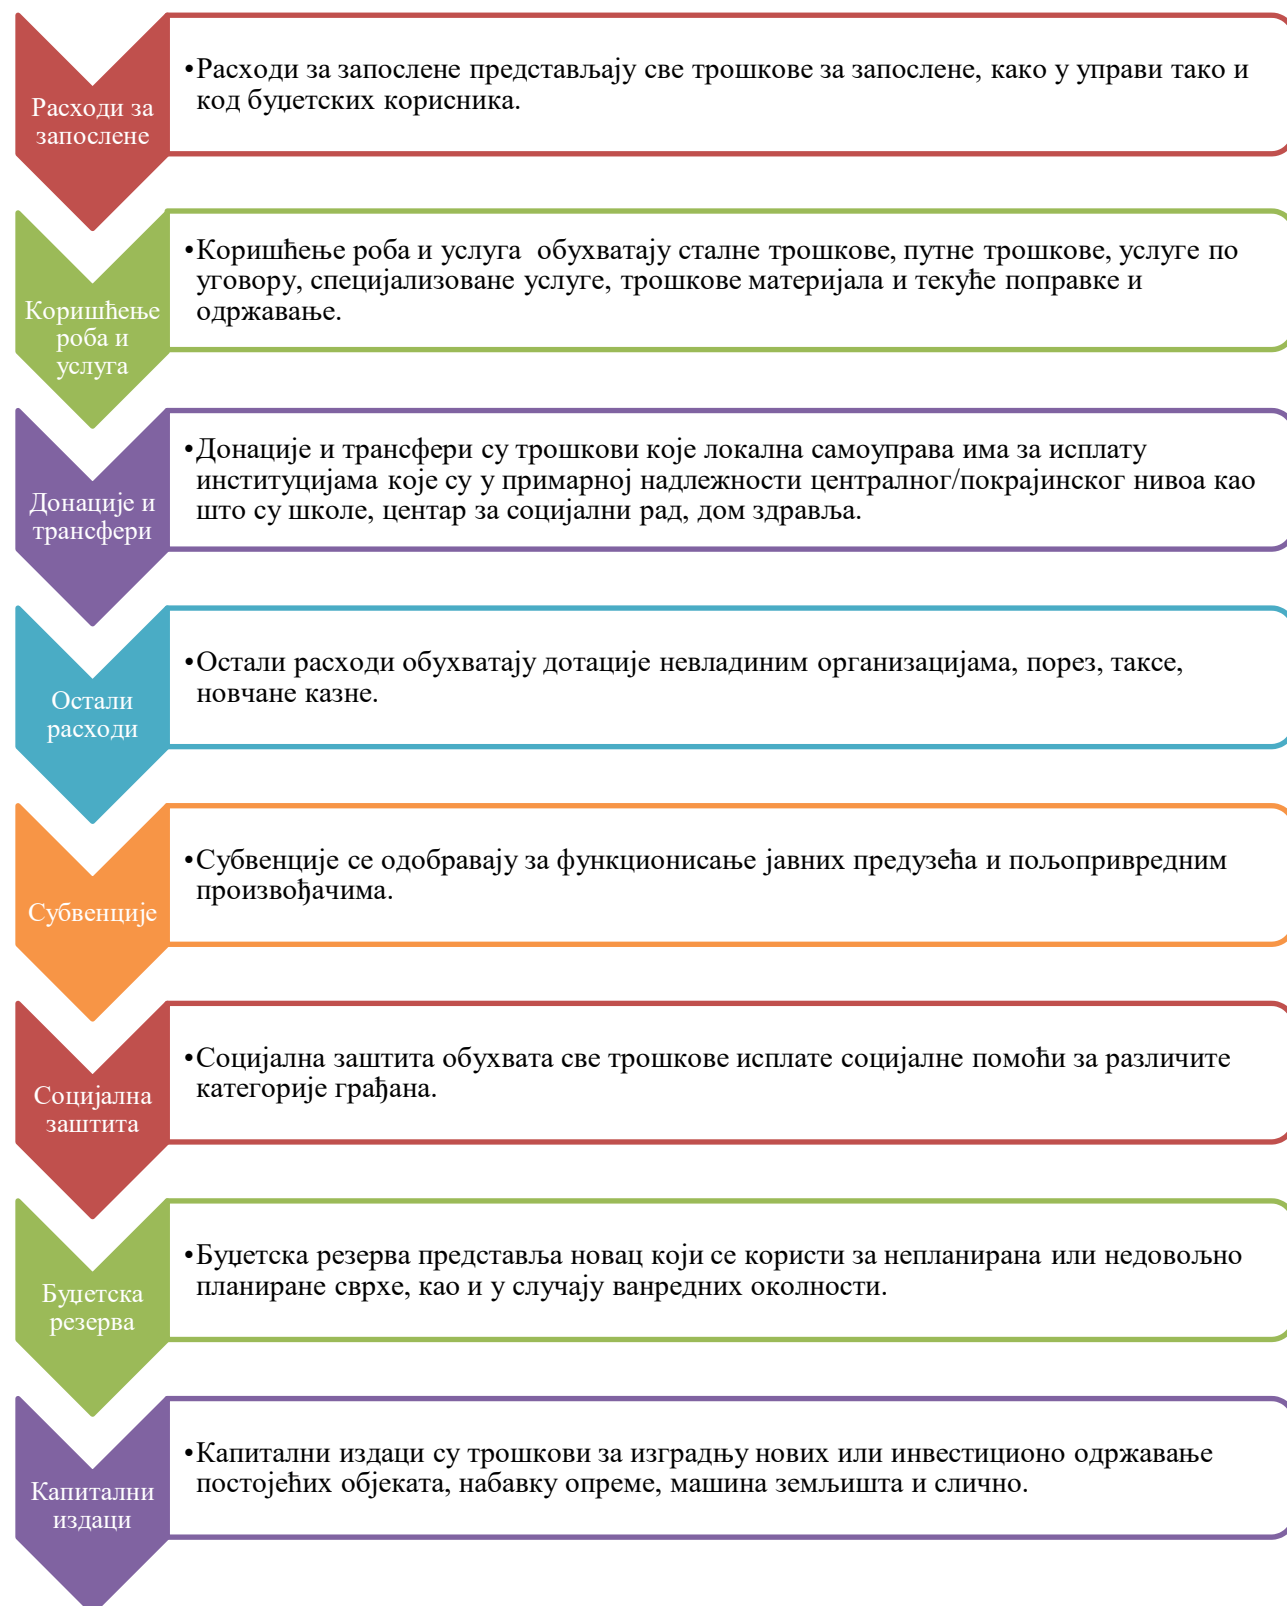 Расходи за
запослене
•Расходи за запослене представљају све трошкове за запослене, како у управи тако и
код буџетских корисника.
Коришћење
роба и
услуга
•Коришћење роба и услуга  обухватају сталне трошкове, путне трошкове, услуге по
уговору, специјализоване услуге, трошкове материјала и текуће поправке и
одржавање.
Донације и
трансфери
•Донације и трансфери су трошкови које локална самоуправа има за исплату
институцијама које су у примарној надлежности централног/покрајинског нивоа као
што су школе, центар за социјални рад, дом здравља.
Остали
расходи
•Остали расходи обухватају дотације невладиним организацијама, порез, таксе,
новчане казне.
Субвенције
•Субвенције се одобравају за функционисање јавних предузећа и пољопривредним
произвођачима.
Социјална
заштита
•Социјална заштита обухвата све трошкове исплате социјалне помоћи за различите
категорије грађана.
Буџетска
резерва
•Буџетска резерва представља новац који се користи за непланирана или недовољно
планиране сврхе, као и у случају ванредних околности.
Капитални
издаци
•Капитални издаци су трошкови за изградњу нових или инвестиционо одржавање
постојећих објеката, набавку опреме, машина земљишта и слично.